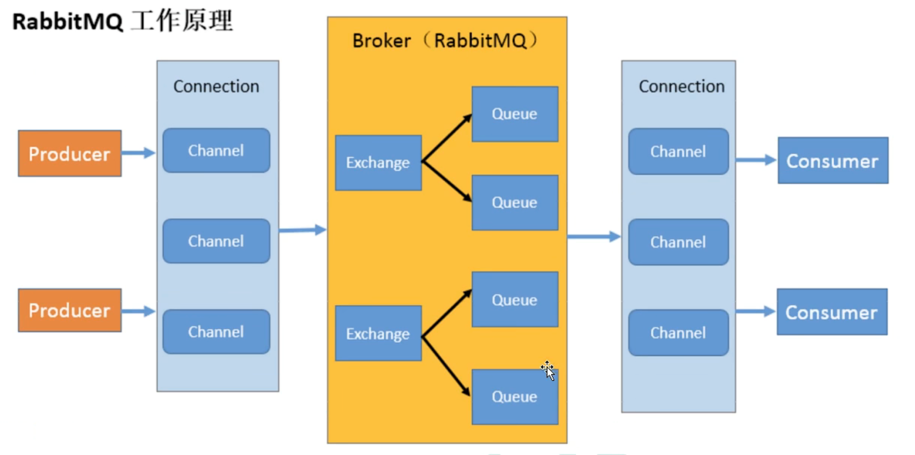 RabbitMQ 工作原理
Producer
Producer
Connection
Channel
Channel
Channel
Broker（RabbitMQ）
Exchange
Queue
Queue
Exchange
Queue
Queue
Connection
Channel
Channel
Channel
Consumer
Consumer